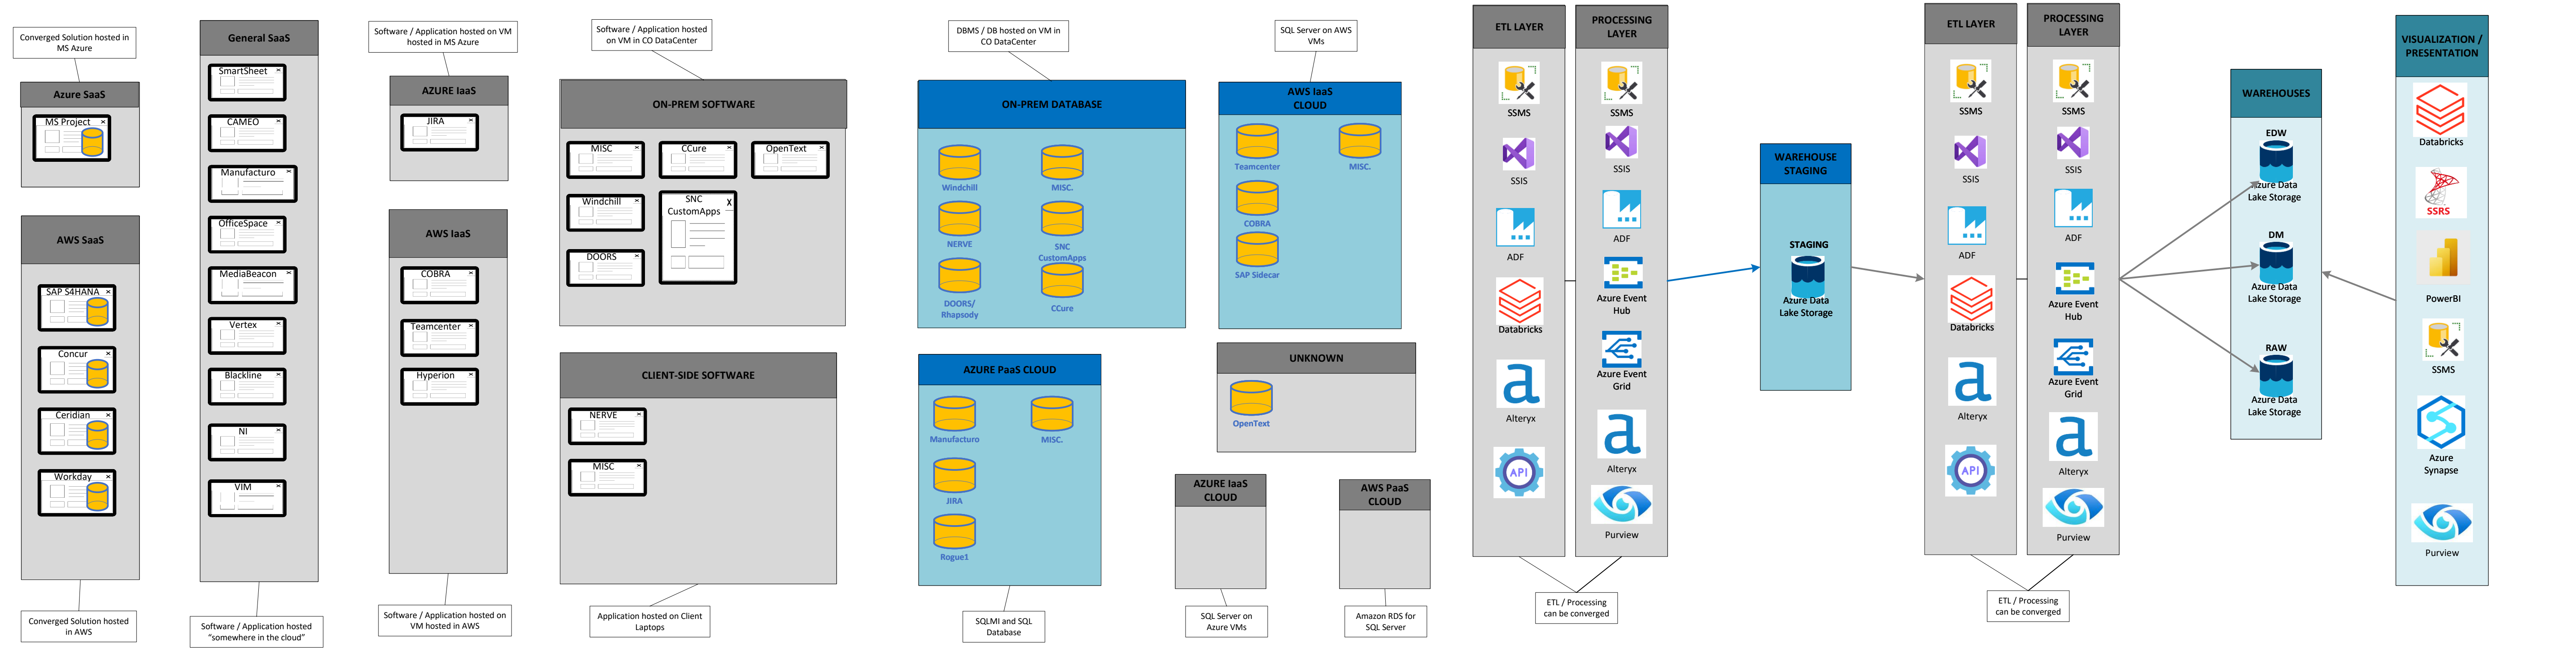 Converged Solution hosted in
MS Azure
Azure SaaS
MS Project
AWS SaaS
SAP S4HANA
Concur
Ceridian
Workday
Converged Solution hosted
in AWS
General SaaS
SmartSheet
CAMEO
Manufacturo
OfficeSpace
MediaBeacon
Vertex
Blackline
NI
VIM
Software / Application hosted
“somewhere in the cloud”
Software / Application hosted on VM
hosted in MS Azure
AZURE IaaS
JIRA
AWS IaaS
COBRA
Teamcenter
Hyperion
Software / Application hosted on
VM hosted in AWS
Software / Application hosted
on VM in CO DataCenter
ON-PREM SOFTWARE
MISC
CCure
OpenText
Windchill
SNC
CustomApps
X
DOORS
CLIENT-SIDE SOFTWARE
NERVE
MISC
Application hosted on Client
Laptops
DBMS / DB hosted on VM in
CO DataCenter
ON-PREM DATABASE
Windchill
MISC.
NERVE
SNC
CustomApps
DOORS/
Rhapsody
CCure
AZURE PaaS CLOUD
Manufacturo
MISC.
JIRA
Rogue1
SQLMI and SQL
Database
SQL Server on AWS
VMs
AWS IaaS
CLOUD
Teamcenter
MISC.
COBRA
SAP Sidecar
UNKNOWN
OpenText
AZURE IaaS
CLOUD
SQL Server on
Azure VMs
AWS PaaS
CLOUD
Amazon RDS for
SQL Server
ETL LAYER
SSMS
SSIS
ADF
Databricks
Alteryx
API
PROCESSING
LAYER
SSMS
SSIS
ADF
Azure Event
Hub
Azure Event
Grid
Alteryx
Purview
ETL / Processing
can be converged
WAREHOUSE
STAGING
STAGING
Azure Data
Lake Storage
ETL LAYER
SSMS
SSIS
ADF
Databricks
Alteryx
API
PROCESSING
LAYER
SSMS
SSIS
ADF
Azure Event
Hub
Azure Event
Grid
Alteryx
Purview
ETL / Processing
can be converged
WAREHOUSES
EDW
Azure Data
Lake Storage
DM
Azure Data
Lake Storage
RAW
Azure Data
Lake Storage
VISUALIZATION /
PRESENTATION
Databricks
SSRS
PowerBI
SSMS
Azure
Synapse
Purview